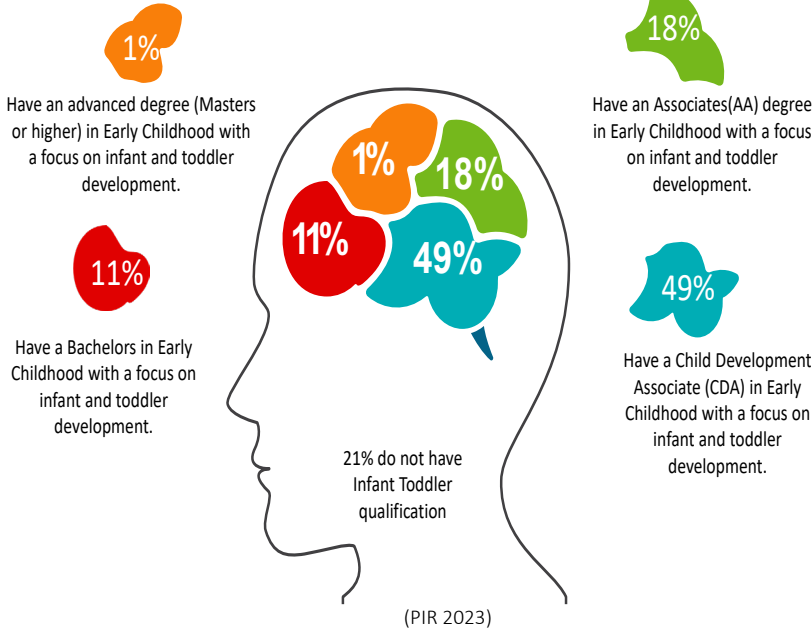 1%
Have an advanced degree (Masters
or higher) in Early Childhood with
a focus on infant and toddler
development.
18%
Have an Associates(AA) degree
in Early Childhood with a focus
on infant and toddler
development.
11%
Have a Bachelors in Early
Childhood with a focus on
infant and toddler
development.
49%
Have a Child Development
Associate (CDA) in Early
Childhood with a focus on
infant and toddler
development.
1%
18%
11%
49%
21% do not have
Infant Toddler
qualification
(PIR 2023)